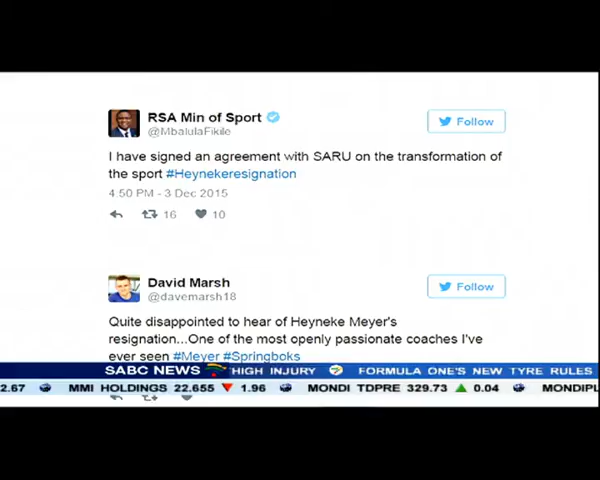 RSA Min of Sport
@MbalulaFikile
Follow
I have signed an agreement with SARU on the transformation of
the sport #Heynekeresignation
4:50 PM - 3 Dec 2015
16 10
David Marsh
@davemarsh18
Follow
Quite disappointed to hear of Heyneke Meyer's
resignation...One of the most openly passionate coaches I've
ever seen #Meyer #Springboks
SABC NEWS HIGH INJURY FORMULA ONE'S NEW TYRE RULES
2.67 MMI HOLDINGS 22.655 1.96 MONDI TDPRE 329.73 0.04 MONDIPL